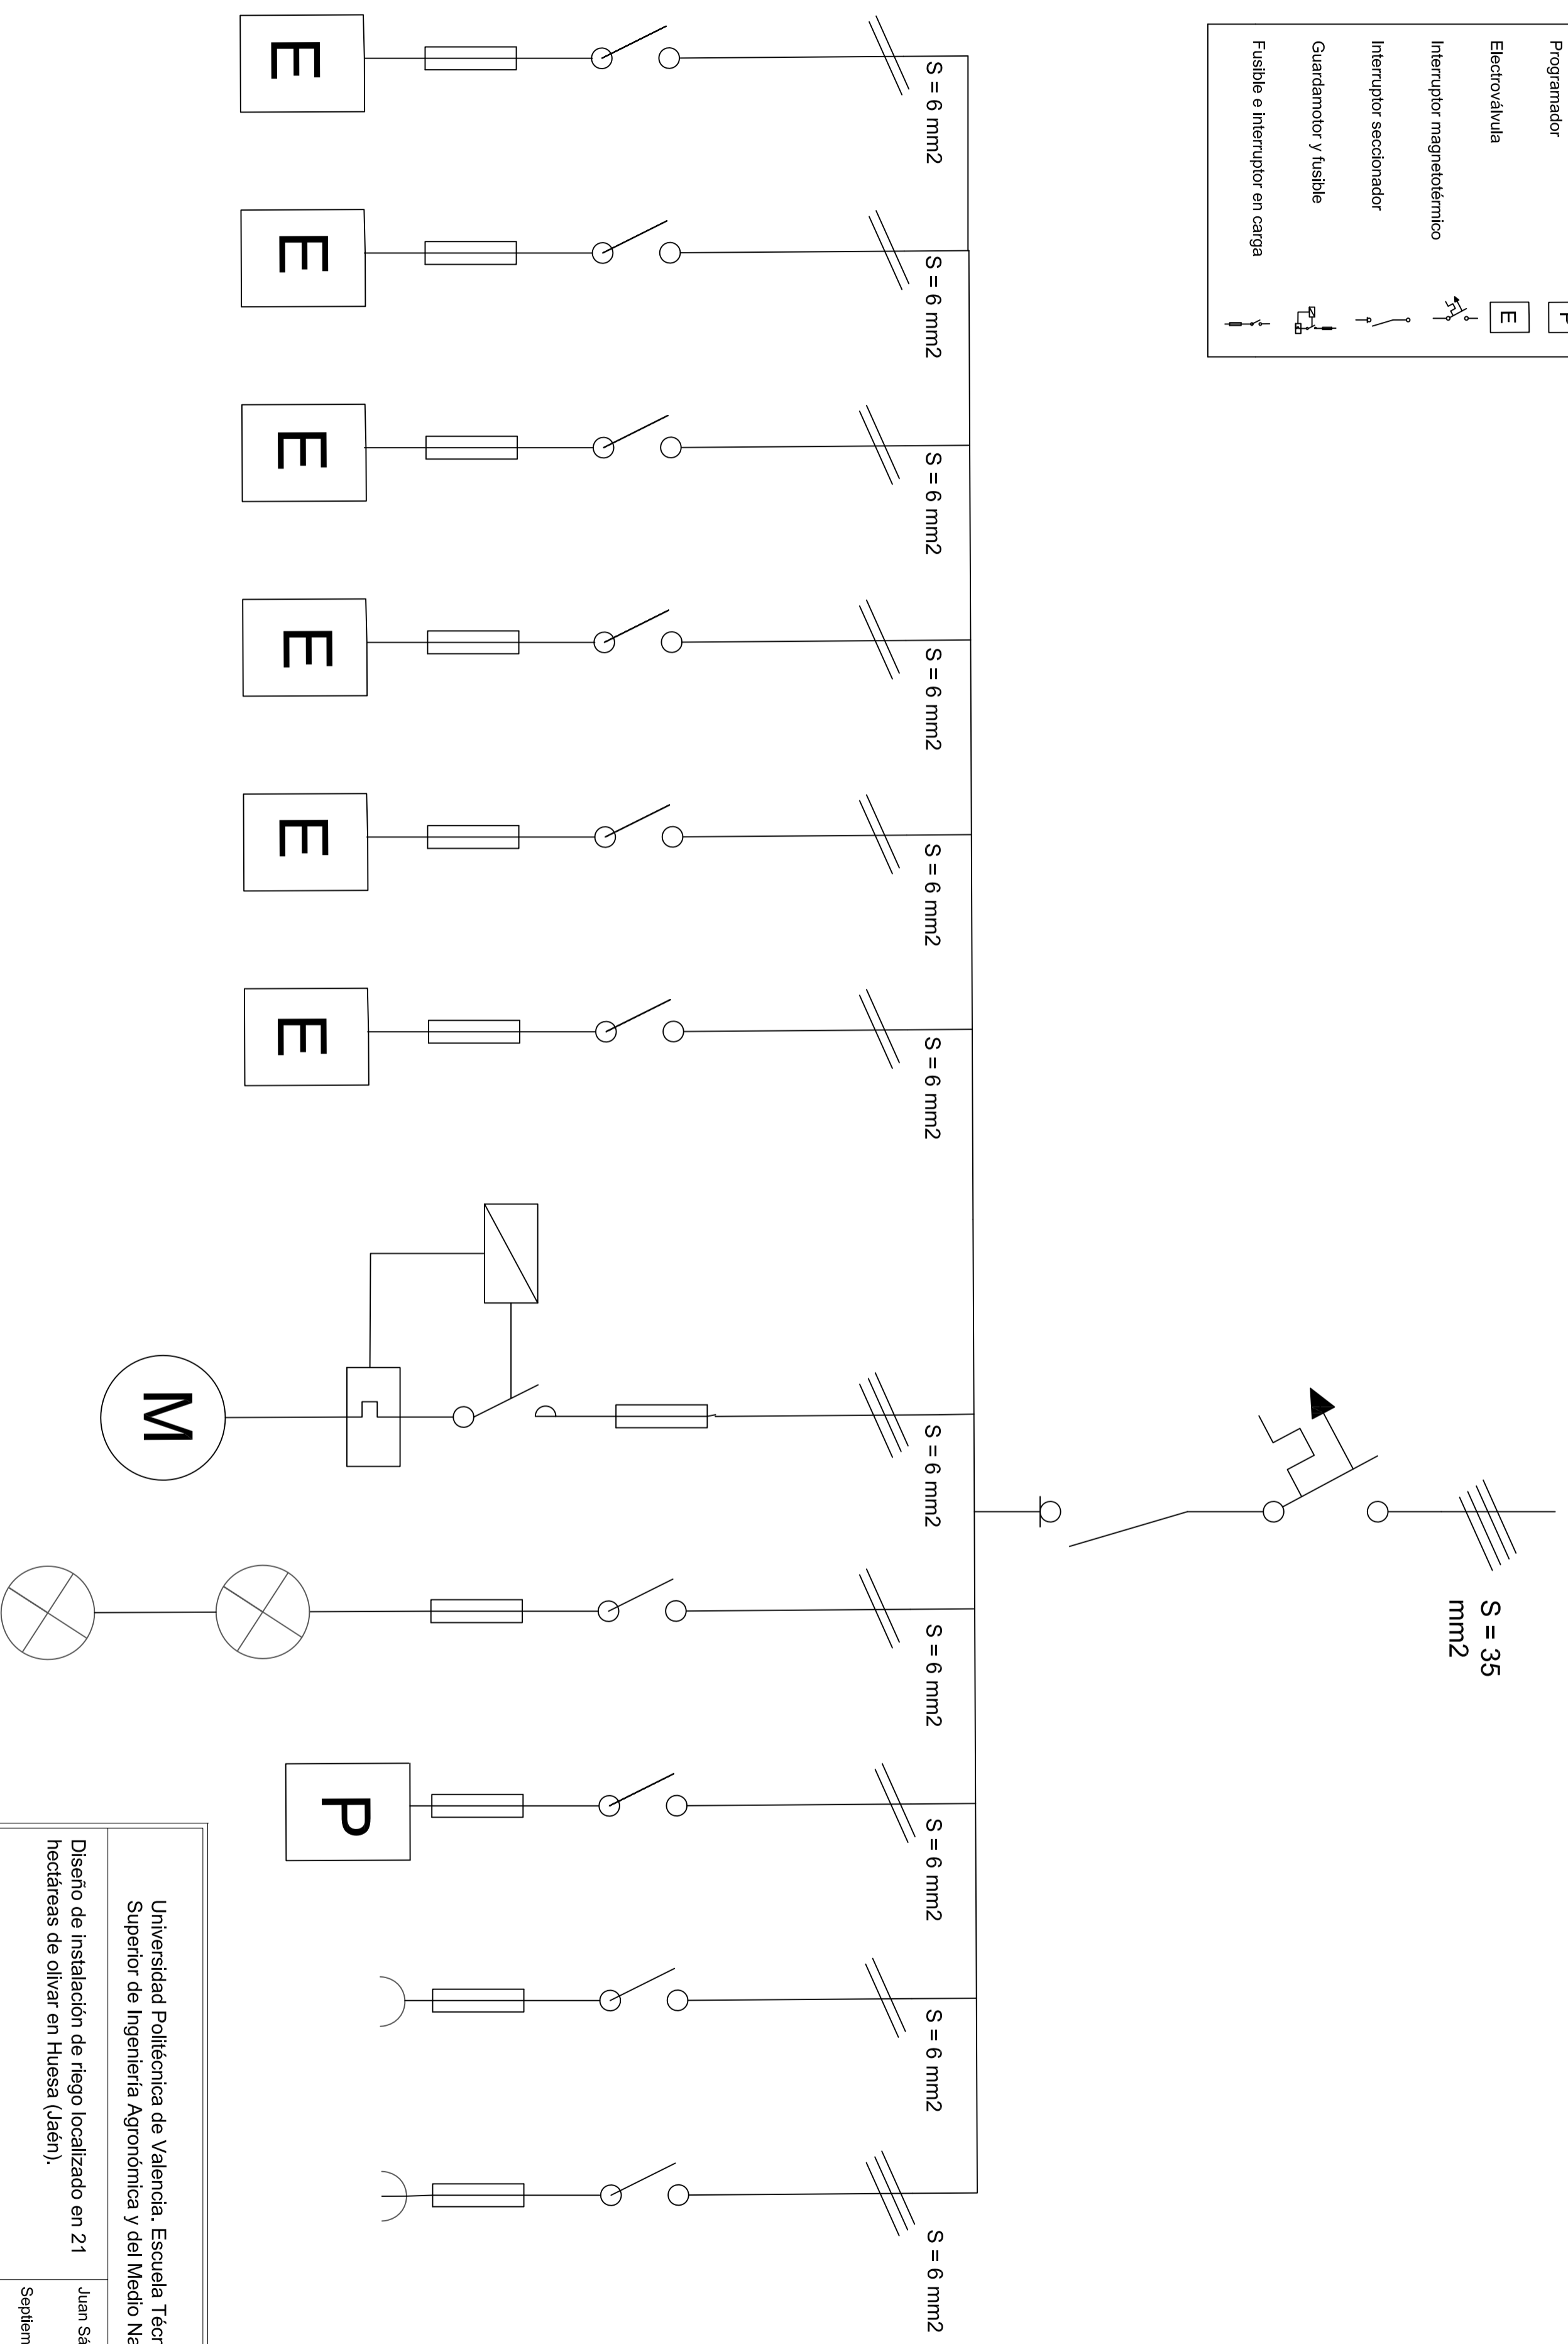 Programador
P
Electroválvula
E
Interruptor magnetotérmico
Interruptor seccionador
Guardamotor y fusible
Fusible e interruptor en carga
S = 35
mm2
S = 6 mm2
S = 6 mm2
S = 6 mm2
S = 6 mm2
S = 6 mm2
S = 6 mm2
S = 6 mm2
S = 6 mm2
S = 6 mm2
S = 6 mm2
S = 6 mm2
E
E
E
E
E
E
M
P
Universidad Politécnica de Valencia. Escuela
Superior de Ingeniería Agronómica y del Medio
Diseño de instalación de riego localizado en 21
hectáreas de olivar en Huesa (Jaén).
Juan